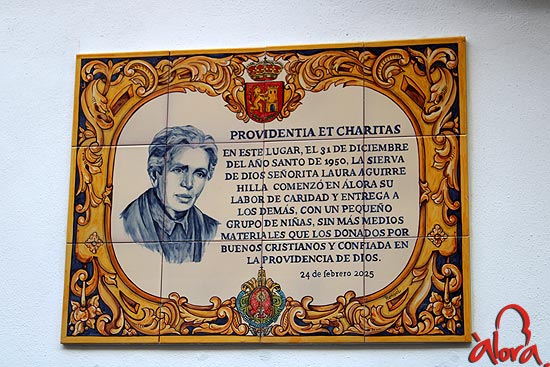 PROVIDENTIA ET CHARITAS
EN ESTE LUGAR, EL 31 DE DICIEMBRE
DEL AÑO SANTO DE 1950, LA SIERVA
DE DIOS SEÑORITA LAURA AGUIRRE
HILLA COMENZÓ EN ÁLORA SU
LABOR DE CARIDAD Y ENTREGA A
LOS DEMÁS, CON UN PEQUEÑO
GRUPO DE NIÑAS, SIN MÁS MEDIOS
MATERIALES QUE LOS DONADOS POR
BUENOS CRISTIANOS Y CONFIADA EN
LA PROVIDENCIA DE DIOS.
24 de febrero 2025
àlora.